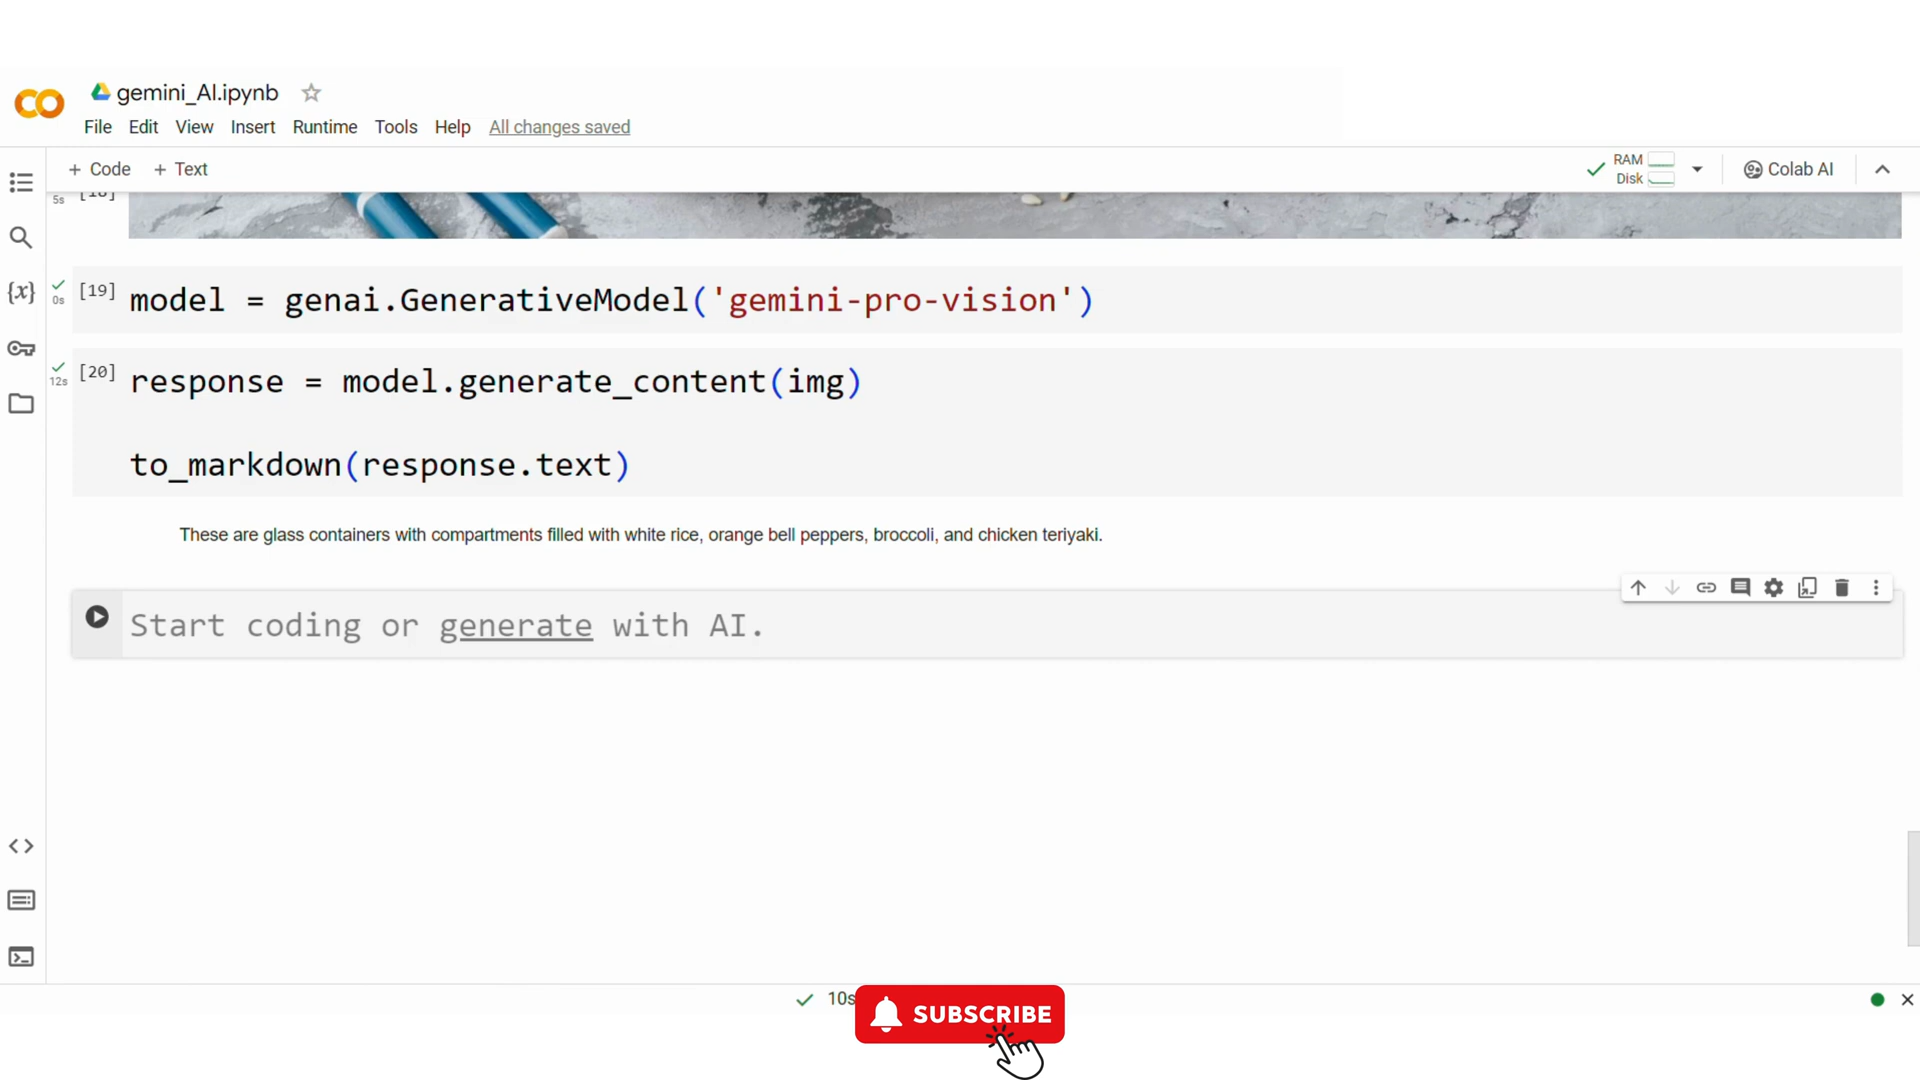 gemini_AI.ipynb
File Edit View Insert Runtime Tools Help All changes saved
+ Code + Text
RAM
Disk
Colab AI
5s
[19] model = genai.GenerativeModel('gemini-pro-vision')
0s
[20] response = model.generate_content(img)
12s
to_markdown(response.text)
These are glass containers with compartments filled with white rice, orange bell peppers, broccoli, and chicken teriyaki.
Start coding or generate with AI.
10s
SUBSCRIBE